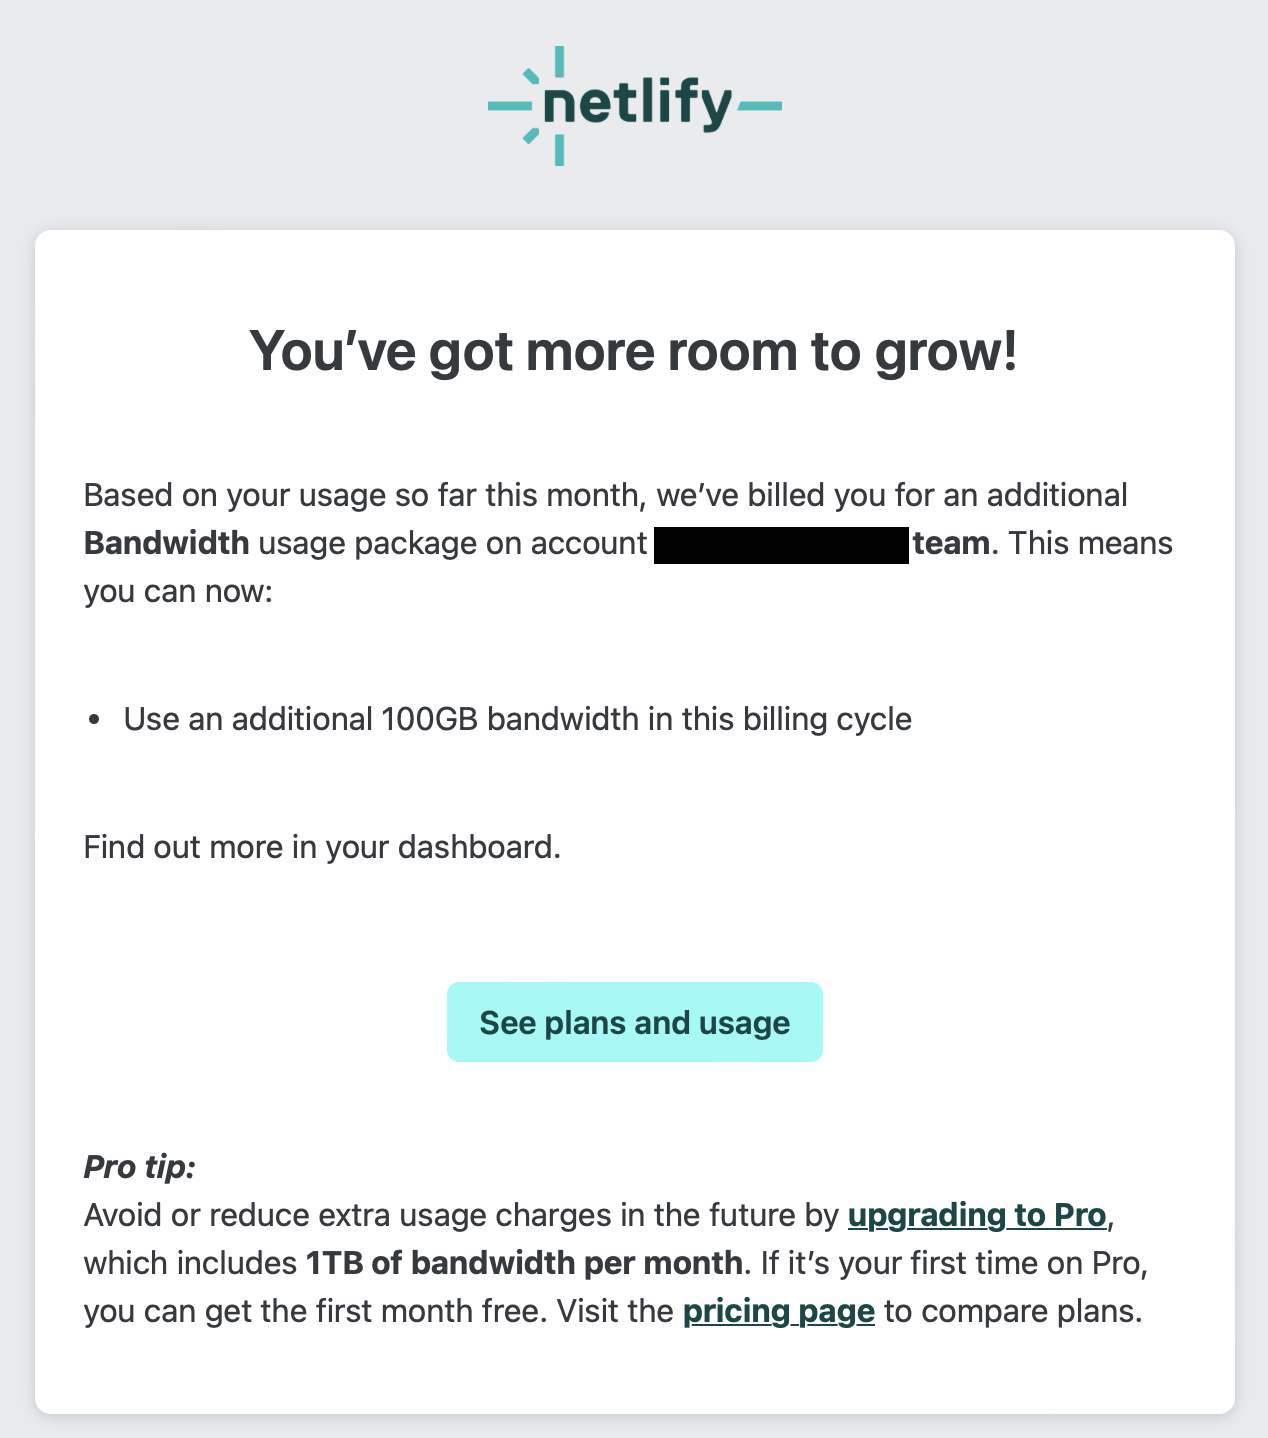 netlify
You’ve got more room to grow!
Based on your usage so far this month, we’ve billed you for an additional
Bandwidth usage package on account team. This means
you can now:
• Use an additional 100GB bandwidth in this billing cycle
Find out more in your dashboard.
See plans and usage
Pro tip:
Avoid or reduce extra usage charges in the future by upgrading to Pro,
which includes 1TB of bandwidth per month. If it’s your first time on Pro,
you can get the first month free. Visit the pricing page to compare plans.